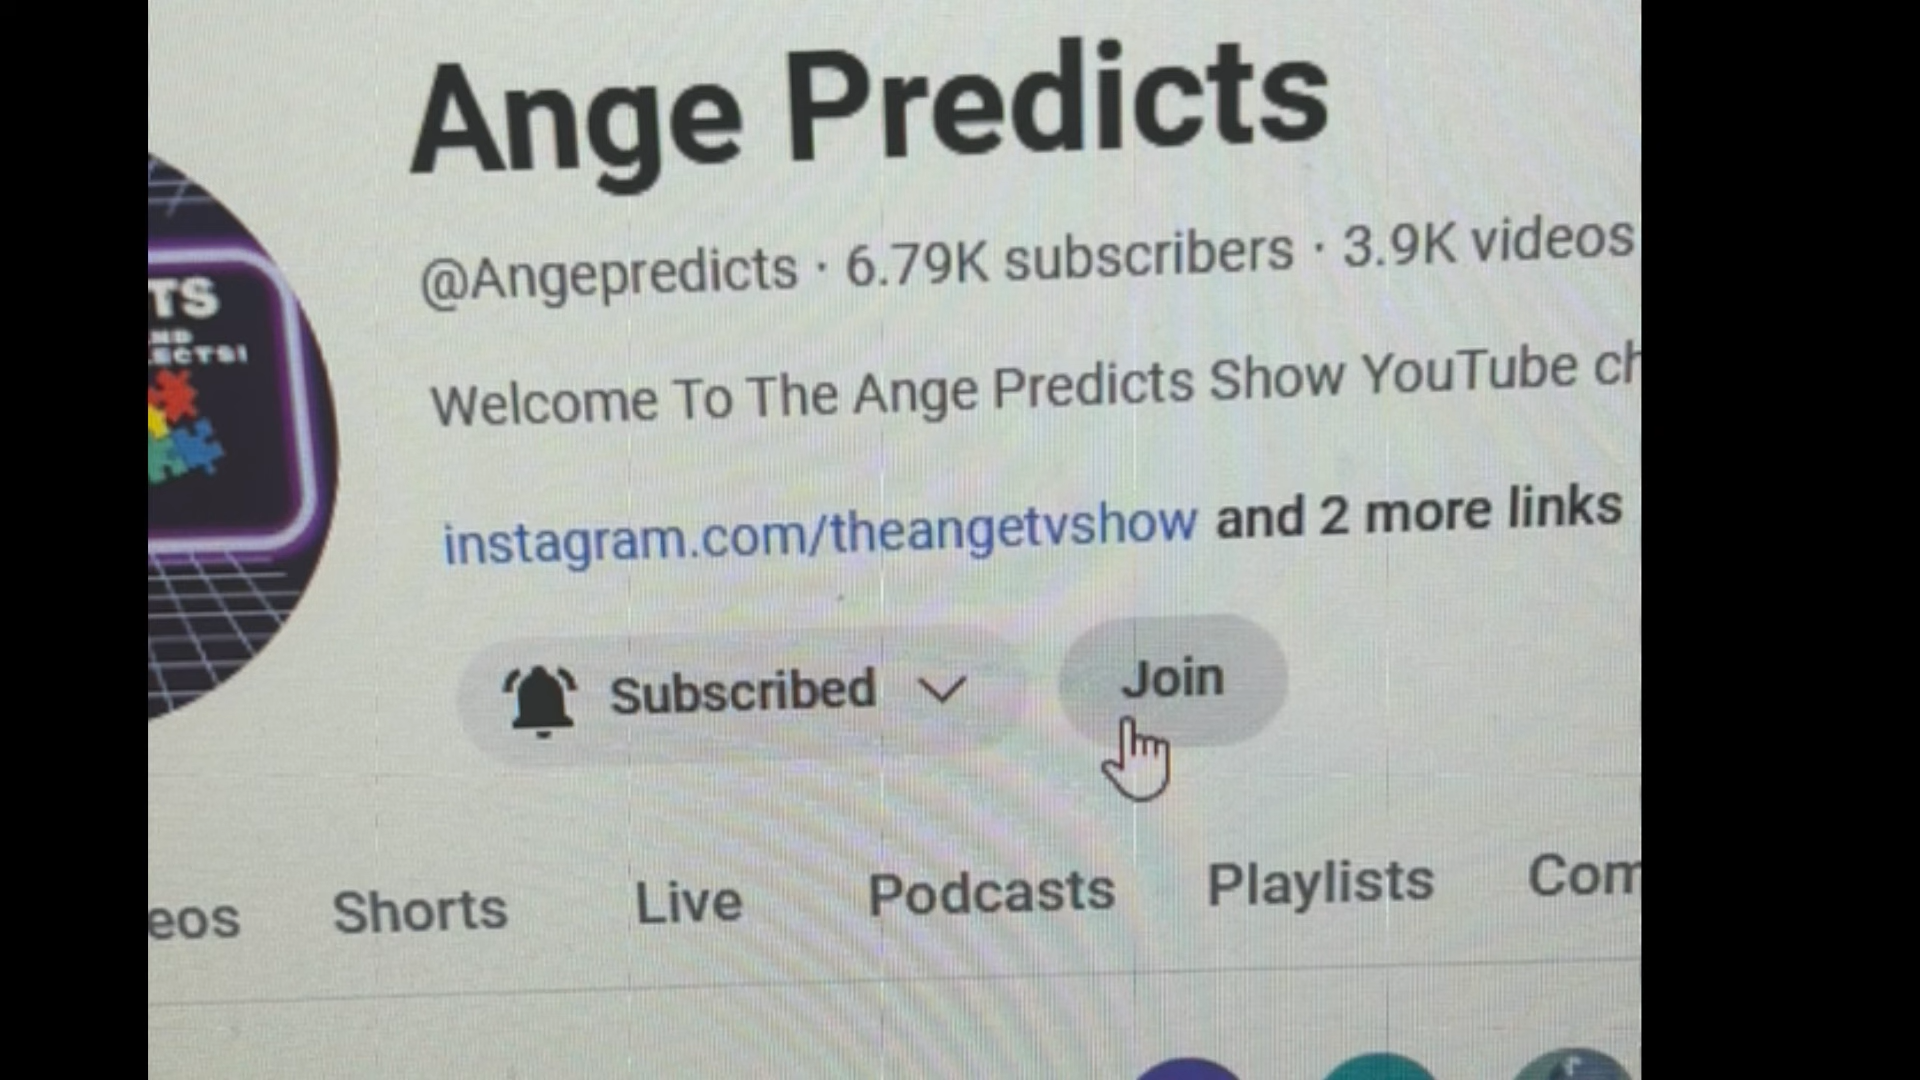 Ange Predicts
@Angepredicts · 6.79K subscribers · 3.9K videos
TS
Welcome To The Ange Predicts Show YouTube
instagram.com/theangetvshow and 2 more links
Subscribed
Join
Shorts
Live
Podcasts
Playlists